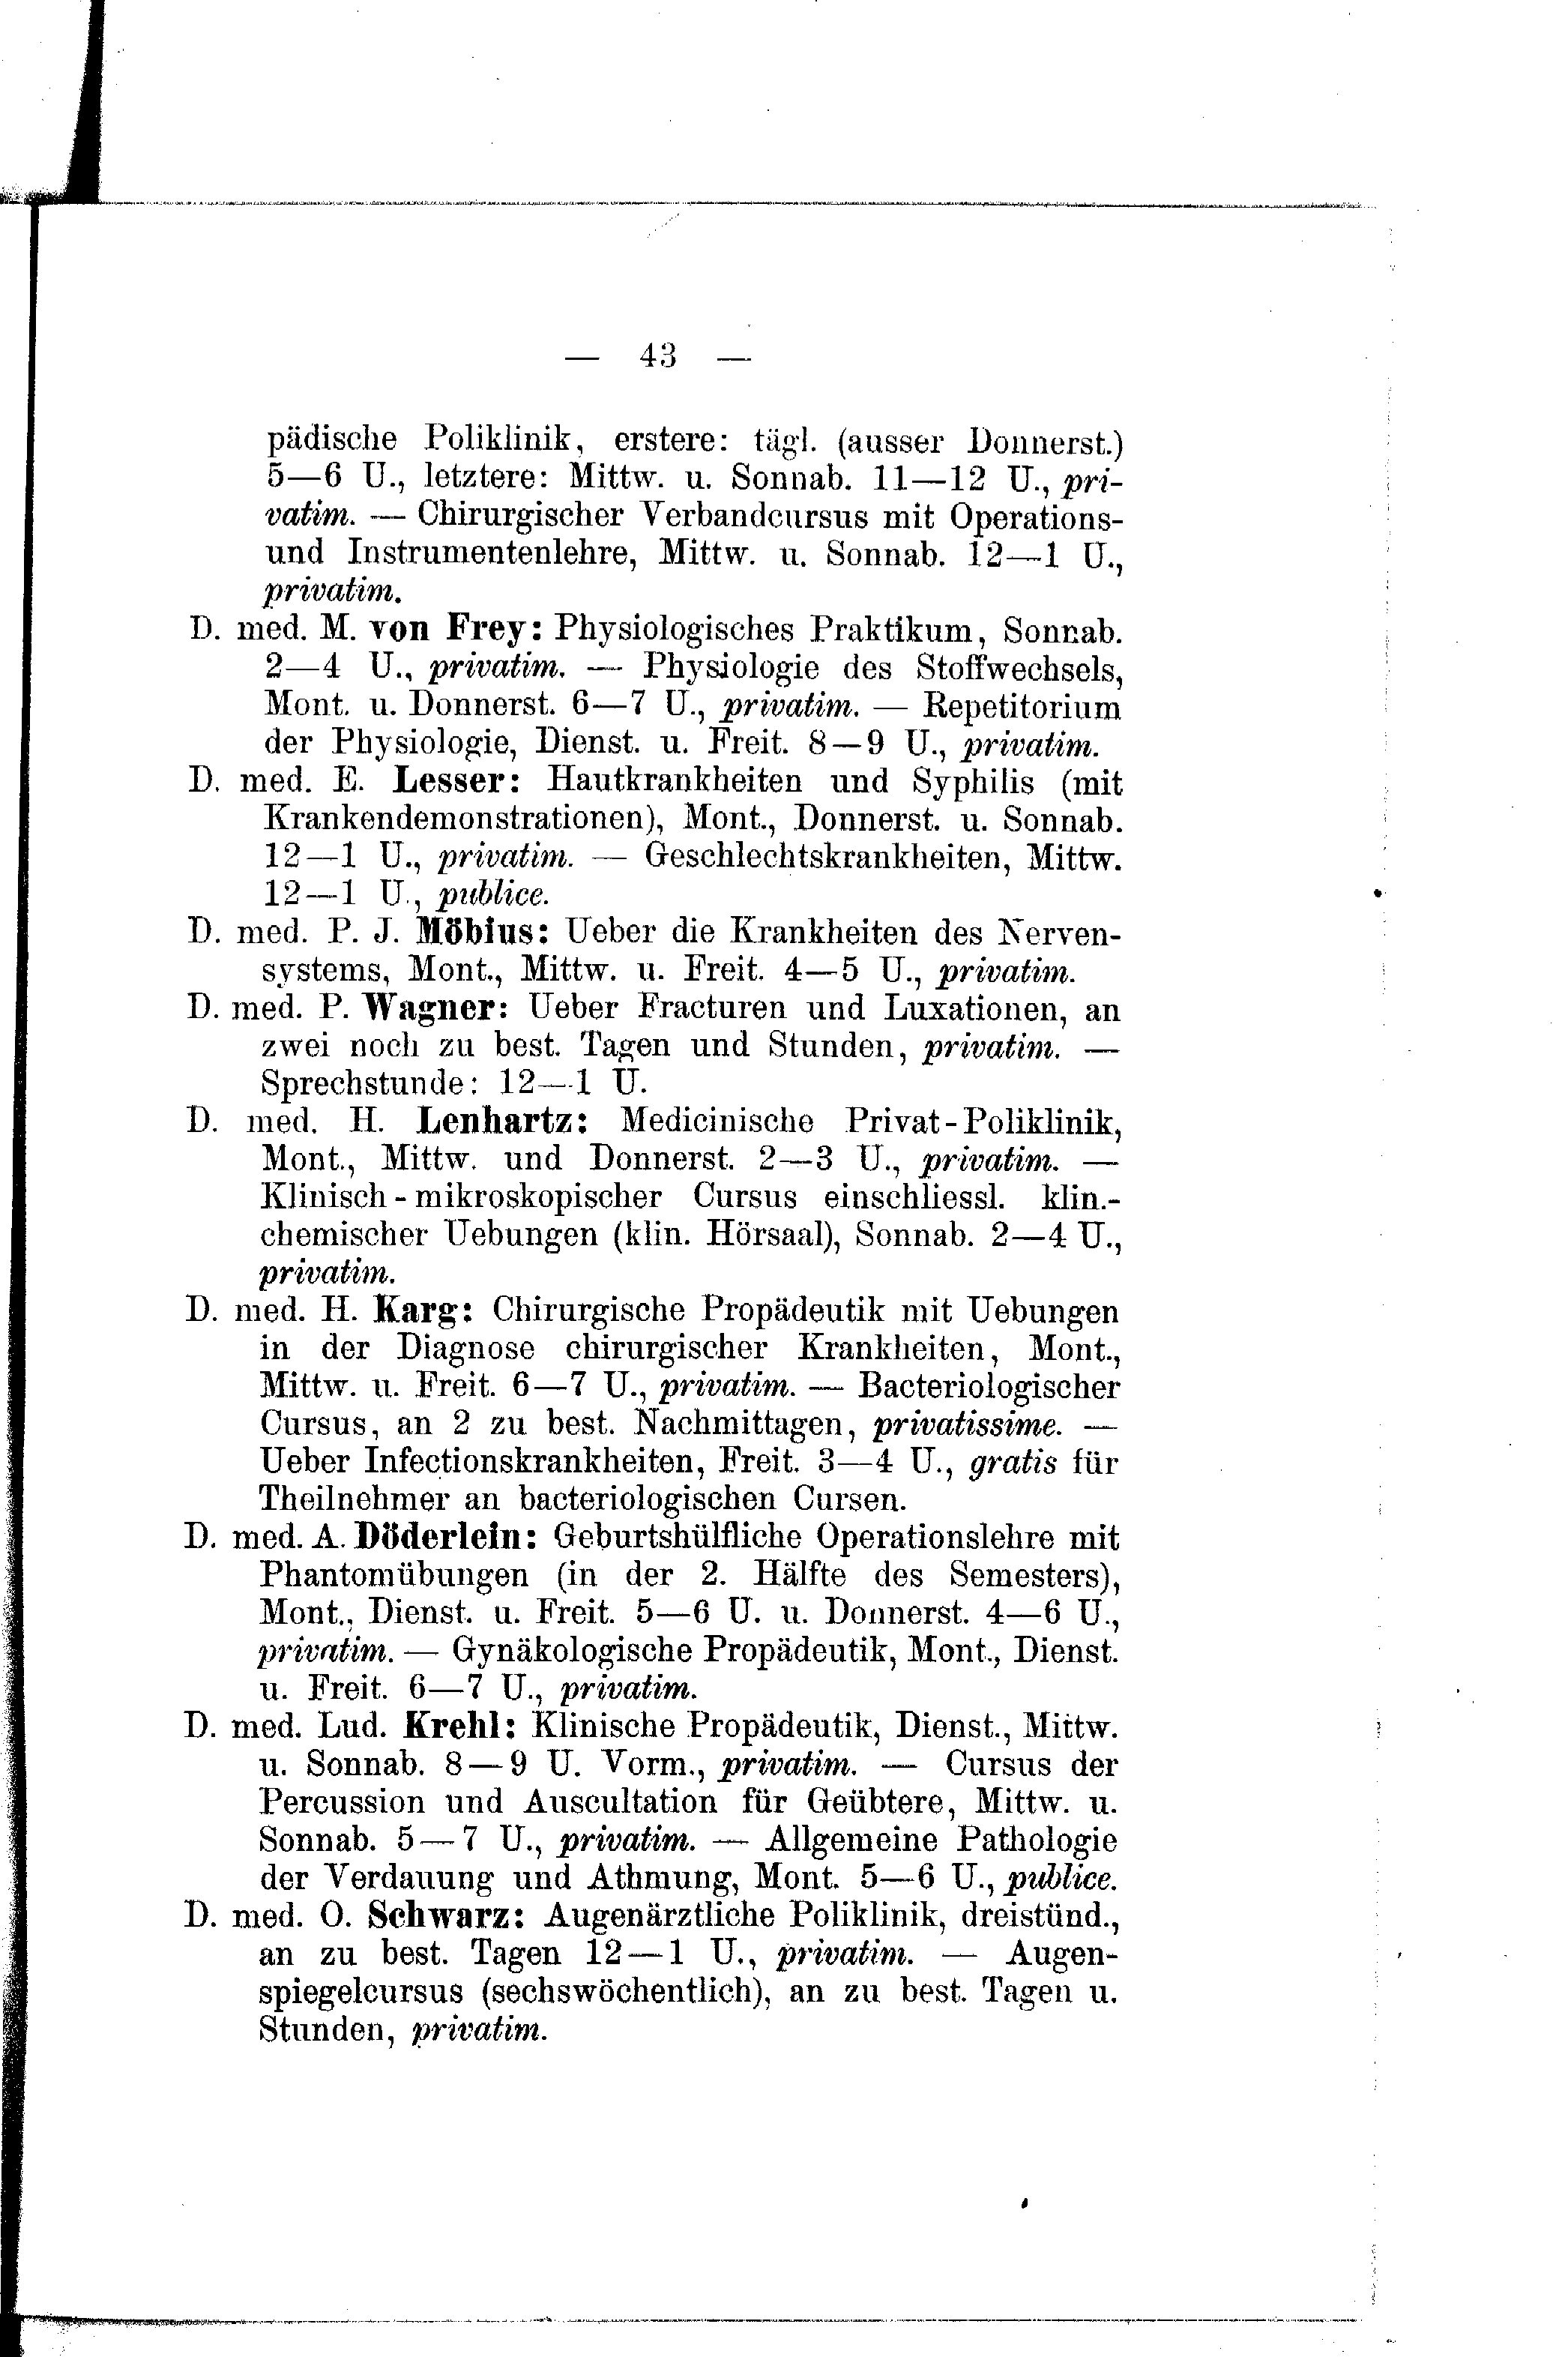 — 43 —
pädische Poliklinik, erstere: tägl. (ausser Donnerst.)
5—6 U., letztere: Mittw. u. Sonnab. 11—12 U., pri-
vatim. — Chirurgischer Verbandcursus mit Operations-
und Instrumentenlehre, Mittw. u. Sonnab. 12—1 U.,
privatim.
D. med. M. von Frey: Physiologisches Praktikum, Sonnab.
2—4 U., privatim. — Physiologie des Stoffwechsels,
Mont. u. Donnerst. 6—7 U., privatim. — Repetitorium
der Physiologie, Dienst. u. Freit. 8—9 U., privatim.
D. med. E. Lesser: Hautkrankheiten und Syphilis (mit
Krankendemonstrationen), Mont., Donnerst. u. Sonnab.
12—1 U., privatim. — Geschlechtskrankheiten, Mittw.
12—1 U., publice.
D. med. P. J. Möbius: Ueber die Krankheiten des Nerven-
systems, Mont., Mittw. u. Freit. 4—5 U., privatim.
D. med. P. Wagner: Ueber Fracturen und Luxationen, an
zwei noch zu best. Tagen und Stunden, privatim. —
Sprechstunde: 12—1 U.
D. med. H. Lenhartz: Medicinische Privat-Poliklinik,
Mont., Mittw. und Donnerst. 2—3 U., privatim. —
Klinisch-mikroskopischer Cursus einschliessl. klin.-
chemischer Uebungen (klin. Hörsaal), Sonnab. 2—4 U.,
privatim.
D. med. H. Karg: Chirurgische Propädeutik mit Uebungen
in der Diagnose chirurgischer Krankheiten, Mont.,
Mittw. u. Freit. 6—7 U., privatim. — Bacteriologischer
Cursus, an 2 zu best. Nachmittagen, privatissime. —
Ueber Infectionskrankheiten, Freit. 3—4 U., gratis für
Theilnehmer an bacteriologischen Cursen.
D. med. A. Döderlein: Geburtshülfliche Operationslehre mit
Phantomübungen (in der 2. Hälfte des Semesters),
Mont., Dienst. u. Freit. 5—6 U. u. Donnerst. 4—6 U.,
privatim. — Gynäkologische Propädeutik, Mont., Dienst.
u. Freit. 6—7 U., privatim.
D. med. Lud. Krehl: Klinische Propädeutik, Dienst., Mittw.
u. Sonnab. 8—9 U. Vorm., privatim. — Cursus der
Percussion und Auscultation für Geübtere, Mittw. u.
Sonnab. 5—7 U., privatim. — Allgemeine Pathologie
der Verdauung und Athmung, Mont. 5—6 U., publice.
D. med. O. Schwarz: Augenärztliche Poliklinik, dreistünd.,
an zu best. Tagen 12—1 U., privatim. — Augen-
spiegelcursus (sechswöchentlich), an zu best. Tagen u.
Stunden, privatim.